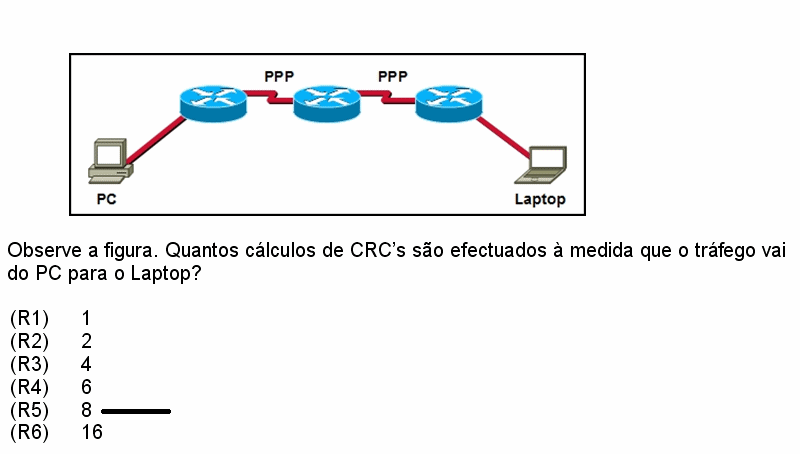 PPP PPP
PC Laptop
Observe a figura. Quantos cálculos de CRC's são efectuados à medida que o tráfego vai
do PC para o Laptop?
(R1) 1
(R2) 2
(R3) 4
(R4) 6
(R5) 8
(R6) 16